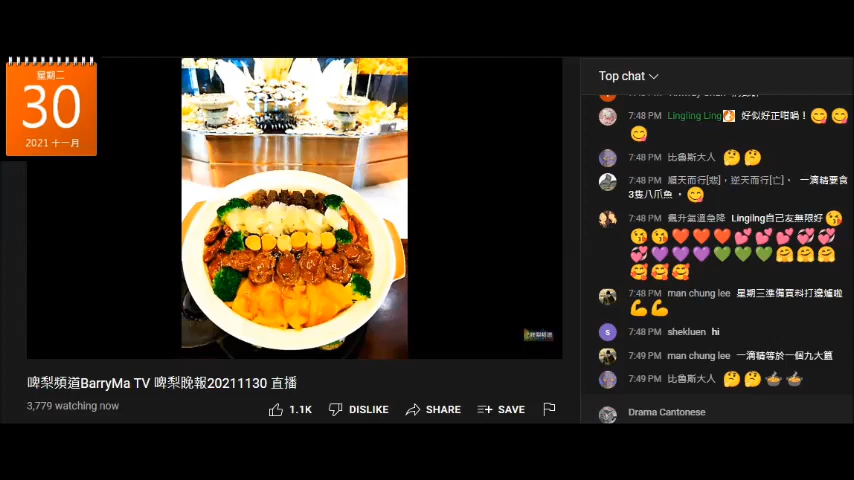 星期二
30
2021 十一月
啤梨頻道BarryMa TV 啤梨晚報20211130 直播
3,779 watching now
1.1K
DISLIKE
SHARE
SAVE
Top chat
7:48 PM Lingling Ling 好似好正咁喎！
7:48 PM 比魯斯大人
7:48 PM 順天而行[悲]，逆天而行[亡]。 一滴精要食
3隻八爪魚。
7:48 PM 飆升氣溫急降 Lingilng自己友無限好
7:48 PM man chung lee 星期三準備買料打邊爐啦
7:48 PM shekluen hi
7:49 PM man chung lee 一滴精等於一個九大簋
7:49 PM 比魯斯大人
Drama Cantonese